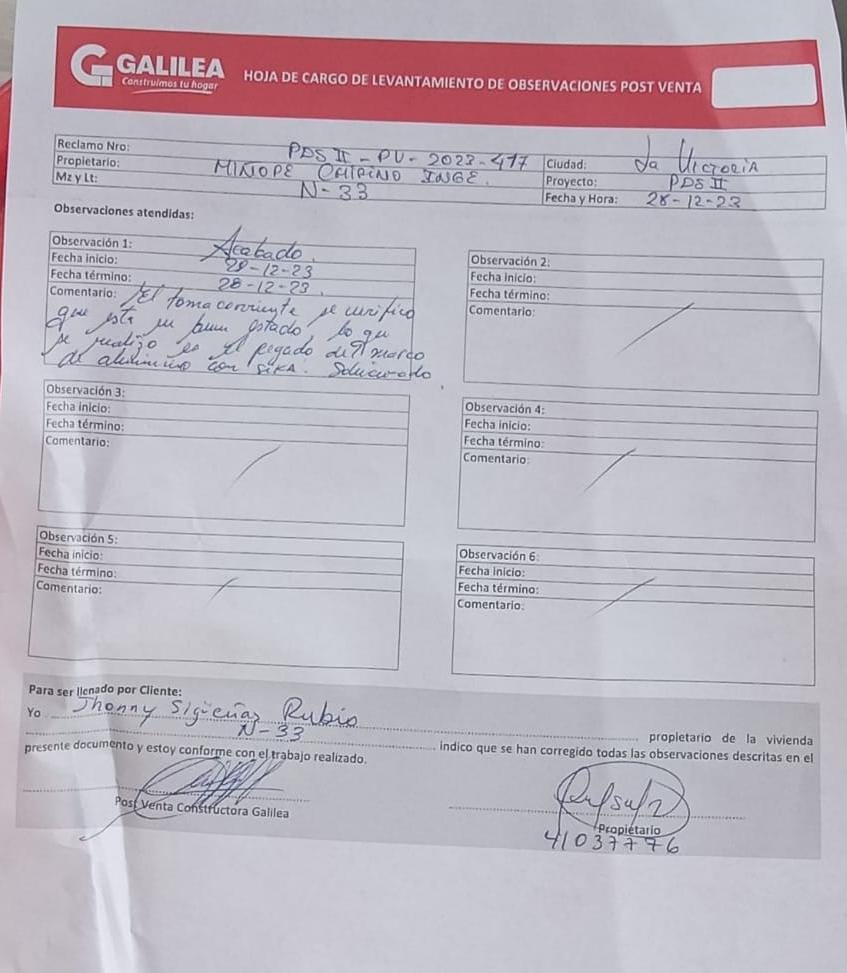 GALILEA
Construimos tu hogar
HOJA DE CARGO DE LEVANTAMIENTO DE OBSERVACIONES POST VENTA
Reclamo Nro: PDS II - PV - 2023 - 417
Propietario: MIÑOPE CHIRINO INGE.
Mz y Lt: N-33
Ciudad: La Victoria
Proyecto: PDS II
Fecha y Hora: 28-12-23
Observaciones atendidas:
Observación 1: Acabado.
Fecha inicio: 28-12-23
Fecha término: 28-12-23.
Comentario: El tomacorriente se verifico
que esta en buen estado, lo que
se realizo es el pegado del marco
de aluminio con SIKA. Solucionado
Observación 2:
Fecha inicio:
Fecha término:
Comentario:
Observación 3:
Fecha inicio:
Fecha término:
Comentario:
Observación 4:
Fecha inicio:
Fecha término:
Comentario:
Observación 5:
Fecha inicio:
Fecha término:
Comentario:
Observación 6:
Fecha inicio:
Fecha término:
Comentario:
Para ser llenado por Cliente:
Yo Jhonny Sigüeñas Rubio
N-33 propietario de la vivienda
indico que se han corregido todas las observaciones descritas en el
presente documento y estoy conforme con el trabajo realizado.
Post Venta Constructora Galilea
Propietario
41037776